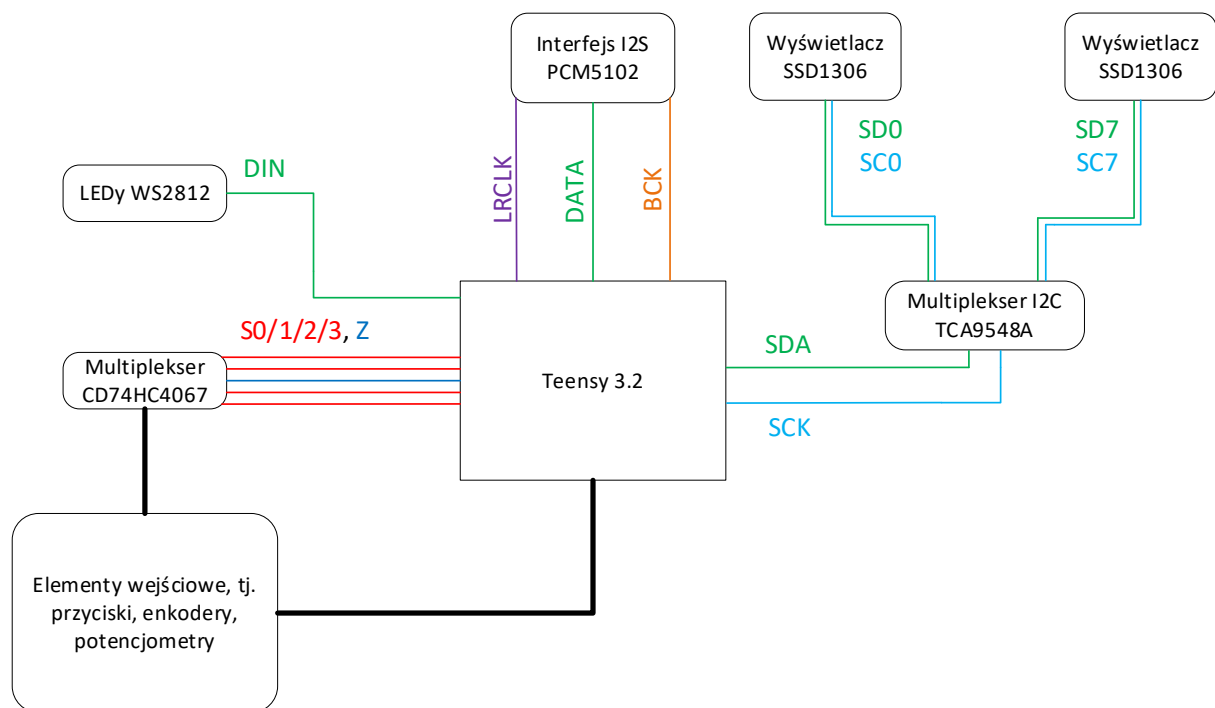 Interfejs I2S
PCM5102
Wyświetlacz
SSD1306
Wyświetlacz
SSD1306
SD0
SC0
SD7
SC7
DIN
LEDy WS2812
LRCLK
DATA
BCK
Multiplekser I2C
TCA9548A
S0/1/2/3, Z
Multiplekser
CD74HC4067
Teensy 3.2
SDA
SCK
Elementy wejściowe, tj.
przyciski, enkodery,
potencjometry